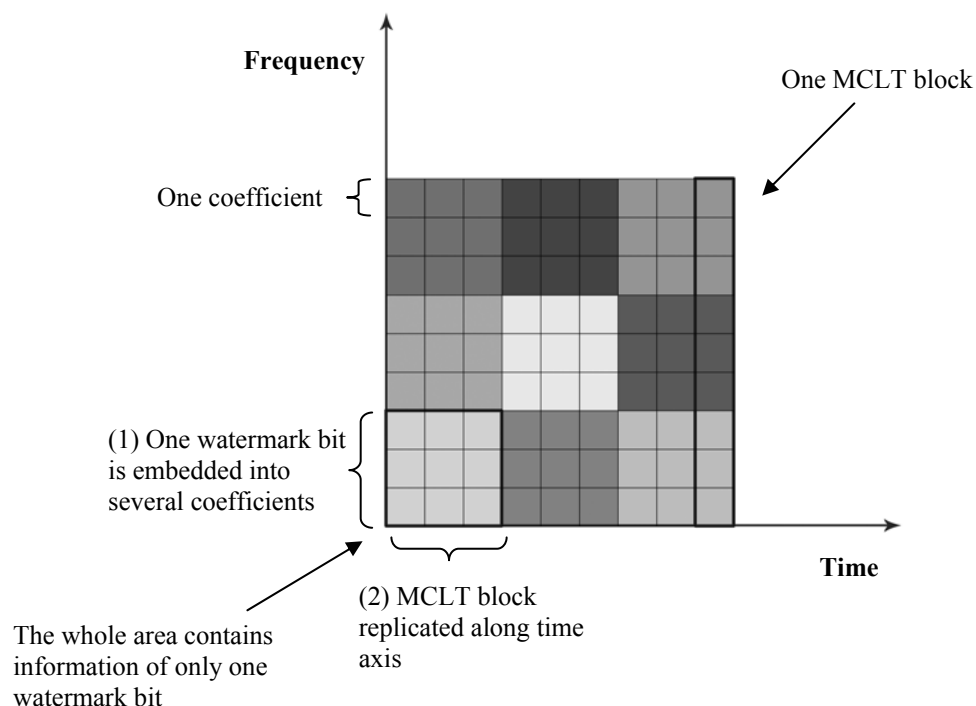 Frequency
One MCLT block
One coefficient
(1) One watermark bit
is embedded into
several coefficients
Time
(2) MCLT block
replicated along time
axis
The whole area contains
information of only one
watermark bit